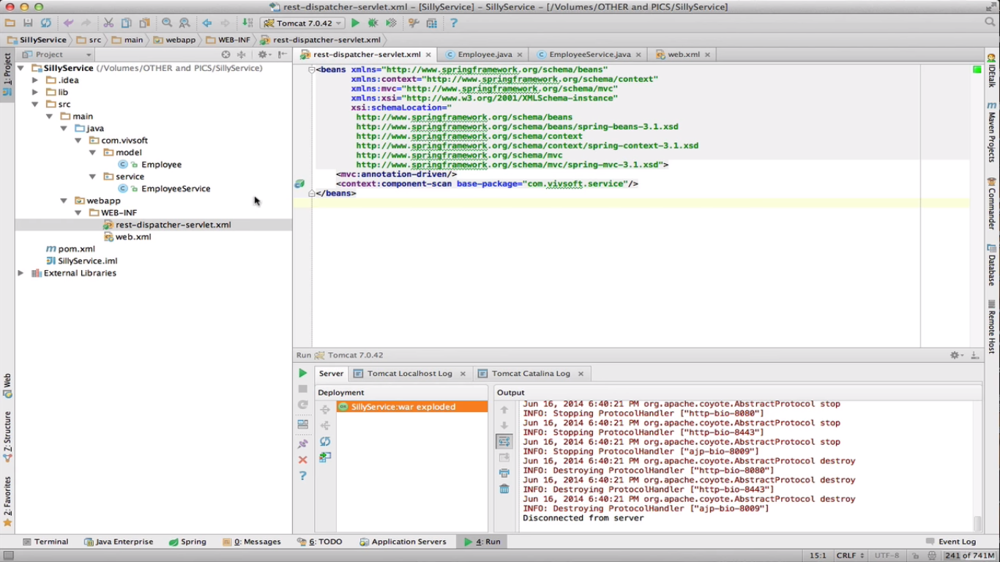 rest-dispatcher-servlet.xml – [SillyService] – SillyService – [/Volumes/OTHER and PICS/SillyService]
Tomcat 7.0.42
SillyService src main webapp WEB-INF rest-dispatcher-servlet.xml
1: Project
Project
SillyService (/Volumes/OTHER and PICS/SillyService)
.idea
lib
src
main
java
com.vivsoft
model
Employee
service
EmployeeService
webapp
WEB-INF
rest-dispatcher-servlet.xml
web.xml
pom.xml
SillyService.iml
External Libraries
Web
Z: Structure
2: Favorites
rest-dispatcher-servlet.xml Employee.java EmployeeService.java web.xml
<beans xmlns="http://www.springframework.org/schema/beans"
xmlns:context="http://www.springframework.org/schema/context"
xmlns:mvc="http://www.springframework.org/schema/mvc"
xmlns:xsi="http://www.w3.org/2001/XMLSchema-instance"
xsi:schemaLocation="
http://www.springframework.org/schema/beans
http://www.springframework.org/schema/beans/spring-beans-3.1.xsd
http://www.springframework.org/schema/context
http://www.springframework.org/schema/context/spring-context-3.1.xsd
http://www.springframework.org/schema/mvc
http://www.springframework.org/schema/mvc/spring-mvc-3.1.xsd">
<mvc:annotation-driven/>
<context:component-scan base-package="com.vivsoft.service"/>
</beans>
IDEtalk
Maven Projects
Commander
Database
Remote Host
Run Tomcat 7.0.42
Server Tomcat Localhost Log Tomcat Catalina Log
Deployment
SillyService:war exploded
Output
Jun 16, 2014 6:40:21 PM org.apache.coyote.AbstractProtocol stop
INFO: Stopping ProtocolHandler ["http-bio-8080"]
Jun 16, 2014 6:40:21 PM org.apache.coyote.AbstractProtocol stop
INFO: Stopping ProtocolHandler ["http-bio-8443"]
Jun 16, 2014 6:40:21 PM org.apache.coyote.AbstractProtocol stop
INFO: Stopping ProtocolHandler ["ajp-bio-8009"]
Jun 16, 2014 6:40:21 PM org.apache.coyote.AbstractProtocol destroy
INFO: Destroying ProtocolHandler ["http-bio-8080"]
Jun 16, 2014 6:40:21 PM org.apache.coyote.AbstractProtocol destroy
INFO: Destroying ProtocolHandler ["http-bio-8443"]
Jun 16, 2014 6:40:21 PM org.apache.coyote.AbstractProtocol destroy
INFO: Destroying ProtocolHandler ["ajp-bio-8009"]
Disconnected from server
Terminal Java Enterprise Spring 0: Messages 6: TODO Application Servers 4: Run Event Log
15:1 CRLF UTF-8 241 of 741M